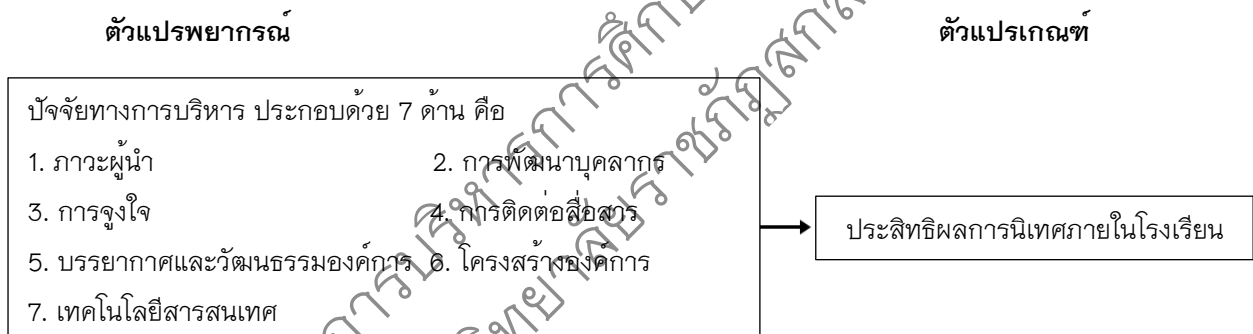 ตัวแปรพยากรณ์ ตัวแปรเกณฑ์
ปัจจัยทางการบริหาร ประกอบด้วย 7 ด้าน คือ
1. ภาวะผู้นำ 2. การพัฒนาบุคลากร
3. การจูงใจ 4. การติดต่อสื่อสาร
5. บรรยากาศและวัฒนธรรมองค์การ 6. โครงสร้างองค์การ
7. เทคโนโลยีสารสนเทศ
ประสิทธิผลการนิเทศภายในโรงเรียน